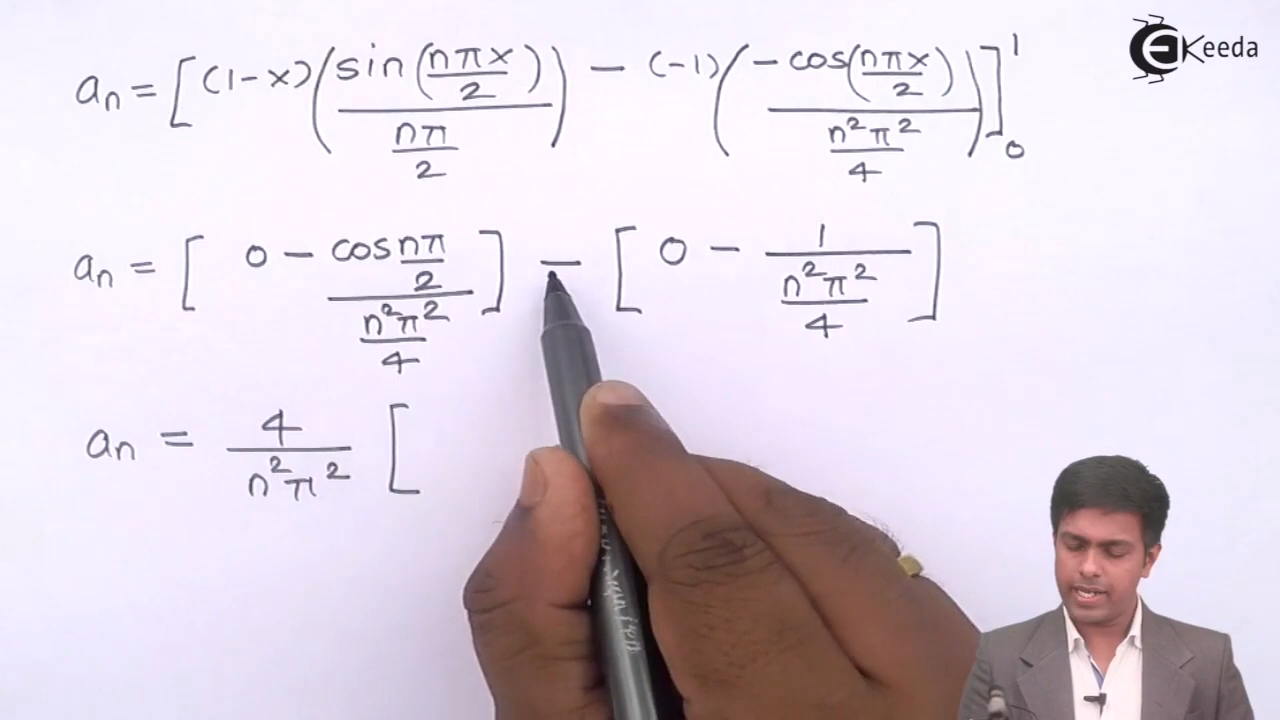 EKeeda
aₙ = [(1-x)(sin(nπx/2)/(nπ/2)) - (-1)(-cos(nπx/2)/(n²π²/4))]₀¹
aₙ = [0 - cos nπ/2/(n²π²/4)] - [0 - 1/(n²π²/4)]
aₙ = 4/n²π² [